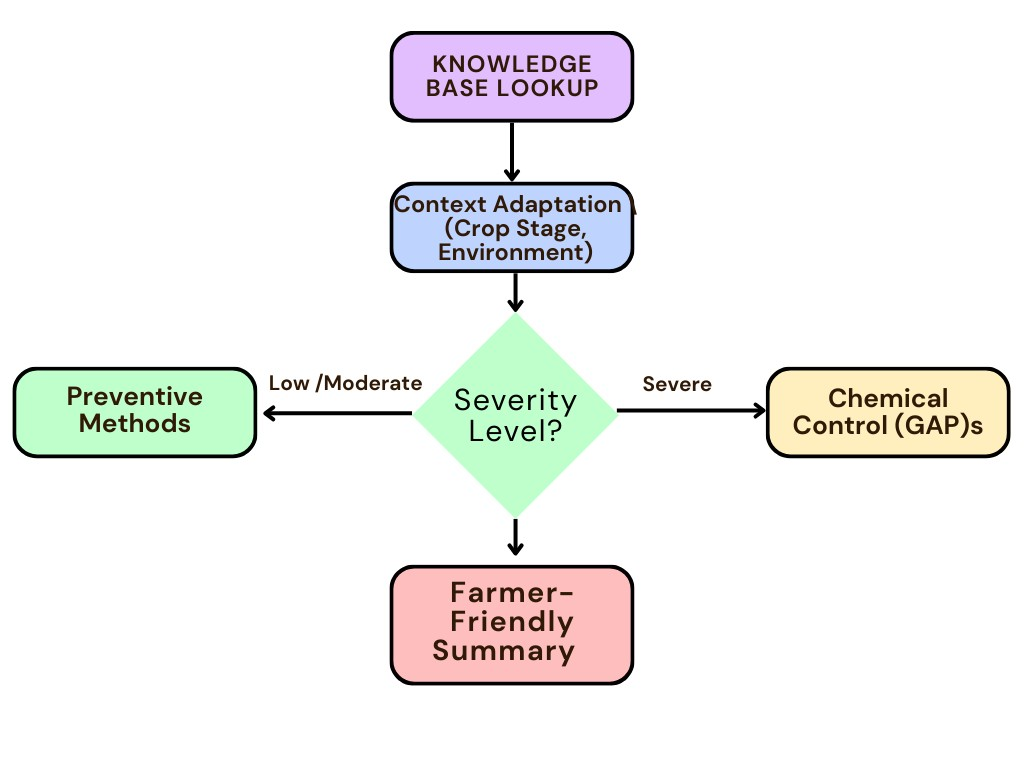 KNOWLEDGE
BASE LOOKUP
Context Adaptation
(Crop Stage,
Environment)
Low /Moderate
Severe
Preventive
Methods
Severity
Level?
Chemical
Control (GAP)s
Farmer-
Friendly
Summary